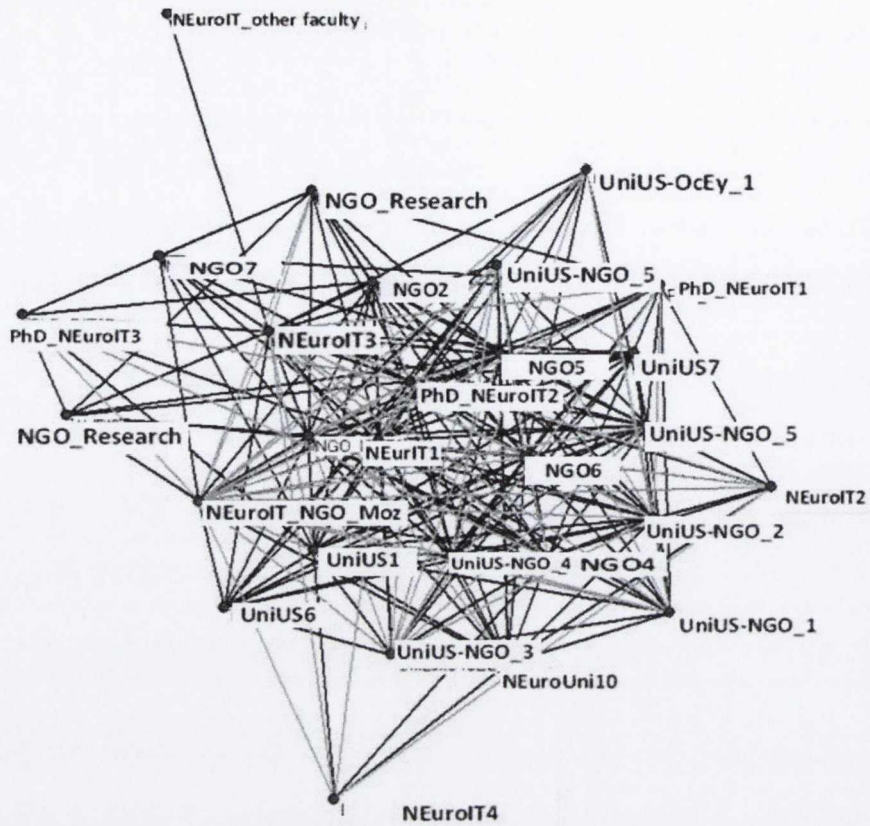 NEuroIT_other faculty
NGO_Research
UniUS-OcEy_1
NGO7
UniUS-NGO_5
NGO2
PhD_NEuroIT1
PhD_NEuroIT3
NEuroIT3
NGO5
UniUS7
PhD_NEuroIT2
NGO_Research
UniUS-NGO_5
NEurIT1
NGO6
NEuroIT2
NEuroIT_NGO_Moz
UniUS-NGO_2
UniUS1
UniUS-NGO_4
NGO4
UniUS6
UniUS-NGO_1
UniUS-NGO_3
NEuroUni10
NEuroIT4